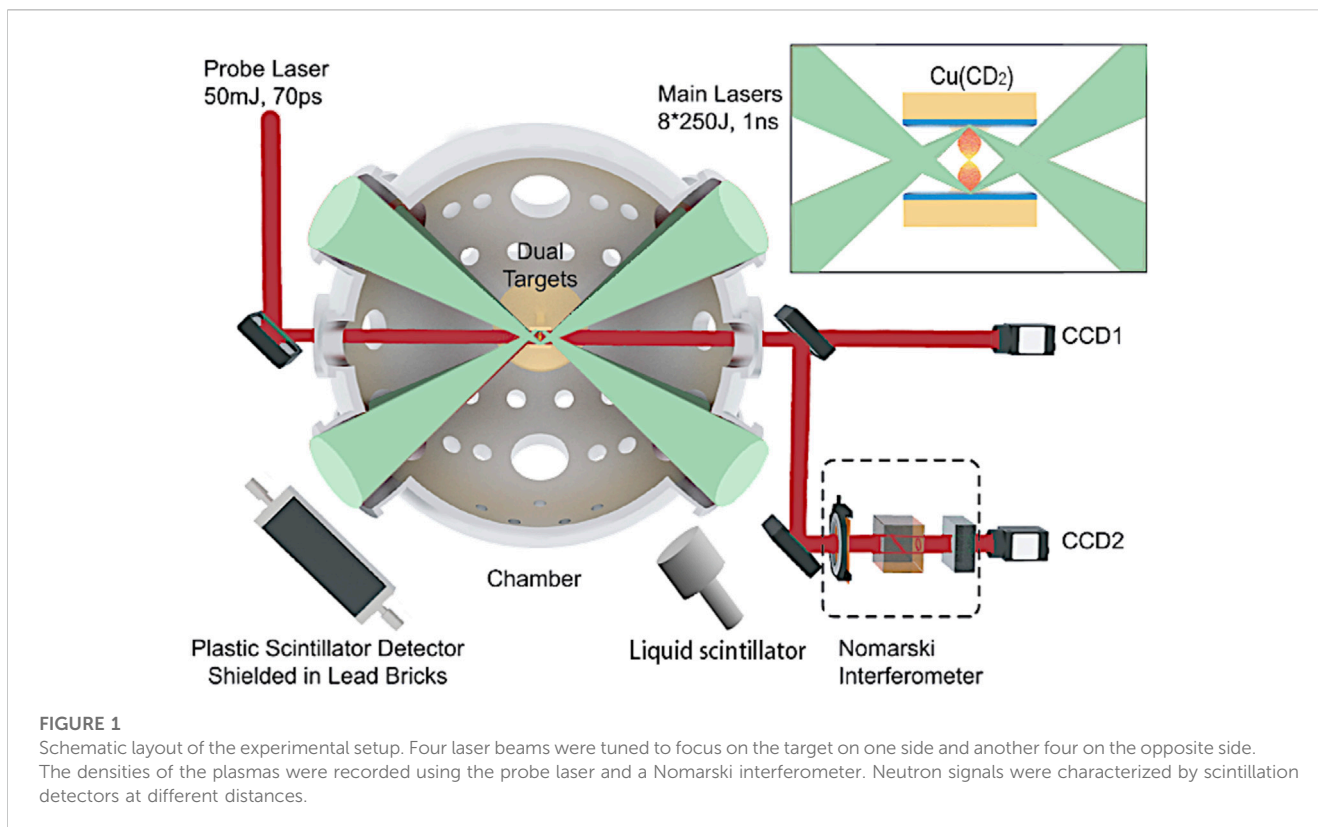 Probe Laser
50mJ, 70ps
Main Lasers
8*250J, 1ns
Cu(CD₂)
Dual
Targets
CCD1
CCD2
Chamber
Plastic Scintillator Detector
Shielded in Lead Bricks
Liquid scintillator
Nomarski
Interferometer
FIGURE 1
Schematic layout of the experimental setup. Four laser beams were tuned to focus on the target on one side and another four on the opposite side.
The densities of the plasmas were recorded using the probe laser and a Nomarski interferometer. Neutron signals were characterized by scintillation
detectors at different distances.